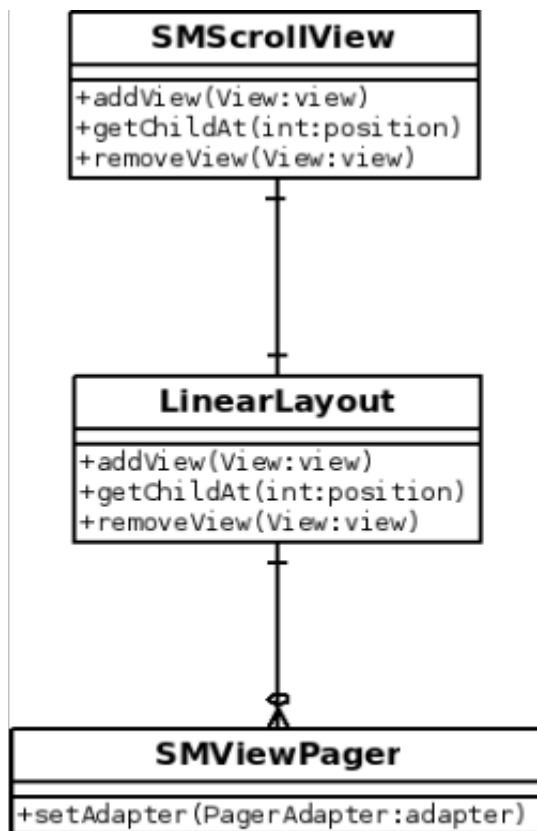 SMScrollView
+addView(View:view)
+getChildAt(int:position)
+removeView(View:view)
LinearLayout
+addView(View:view)
+getChildAt(int:position)
+removeView(View:view)
SMViewPager
+setAdapter(PagerAdapter:adapter)